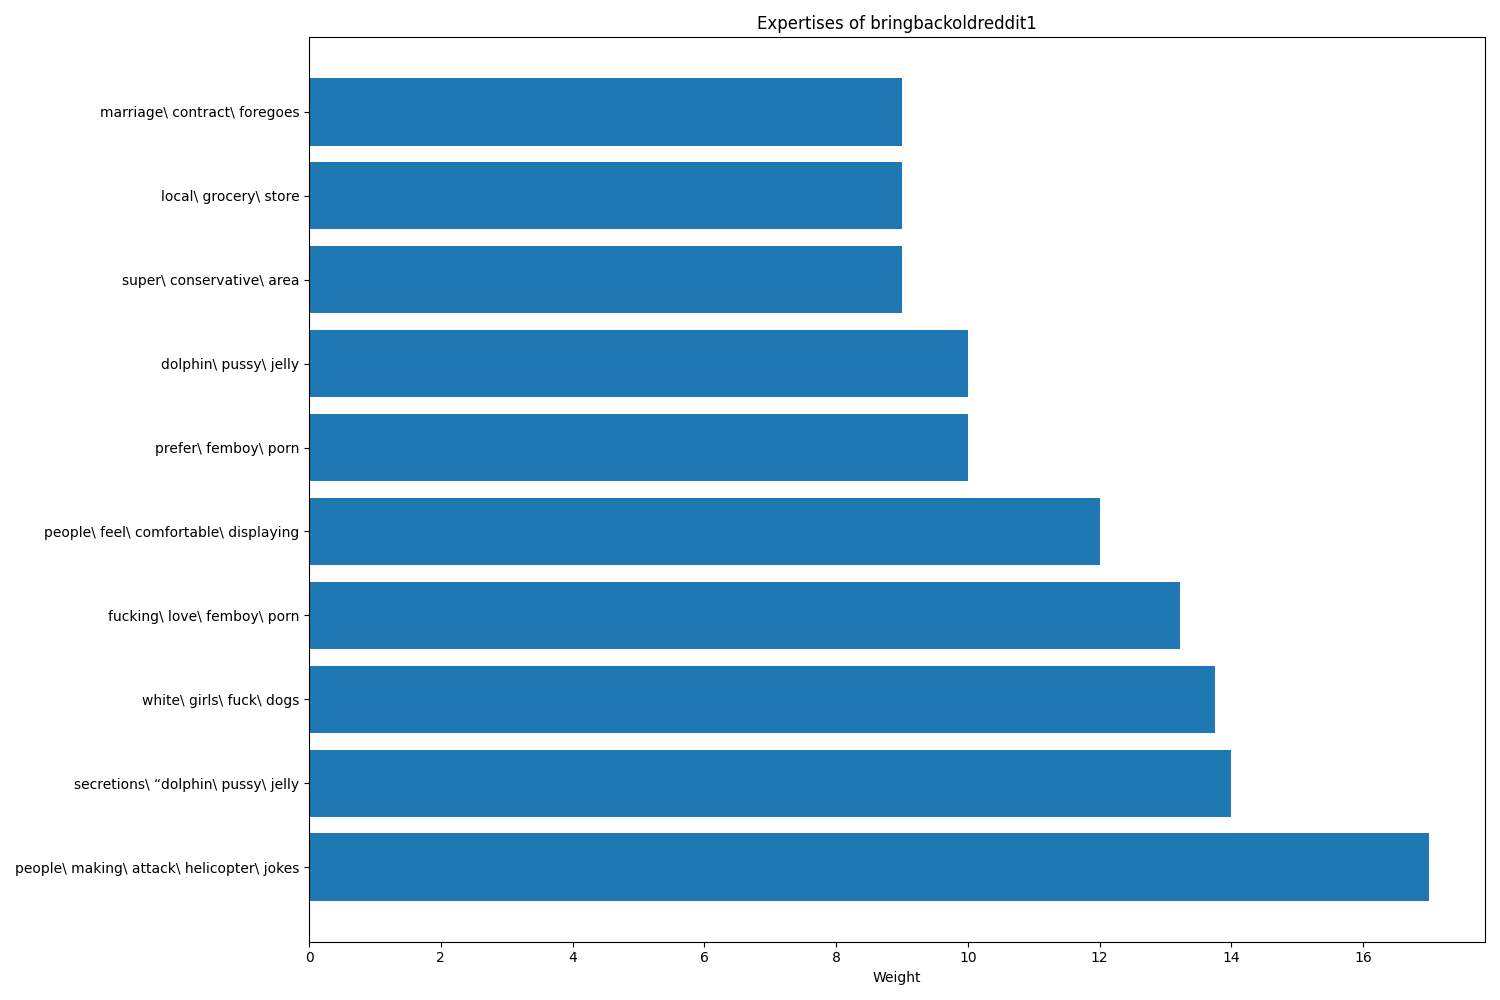 Expertises of bringbackoldreddit1
marriage\ contract\ foregoes
local\ grocery\ store
super\ conservative\ area
dolphin\ pussy\ jelly
prefer\ femboy\ porn
people\ feel\ comfortable\ displaying
fucking\ love\ femboy\ porn
white\ girls\ fuck\ dogs
secretions\ “dolphin\ pussy\ jelly
people\ making\ attack\ helicopter\ jokes
0 2 4 6 8 10 12 14 16
Weight